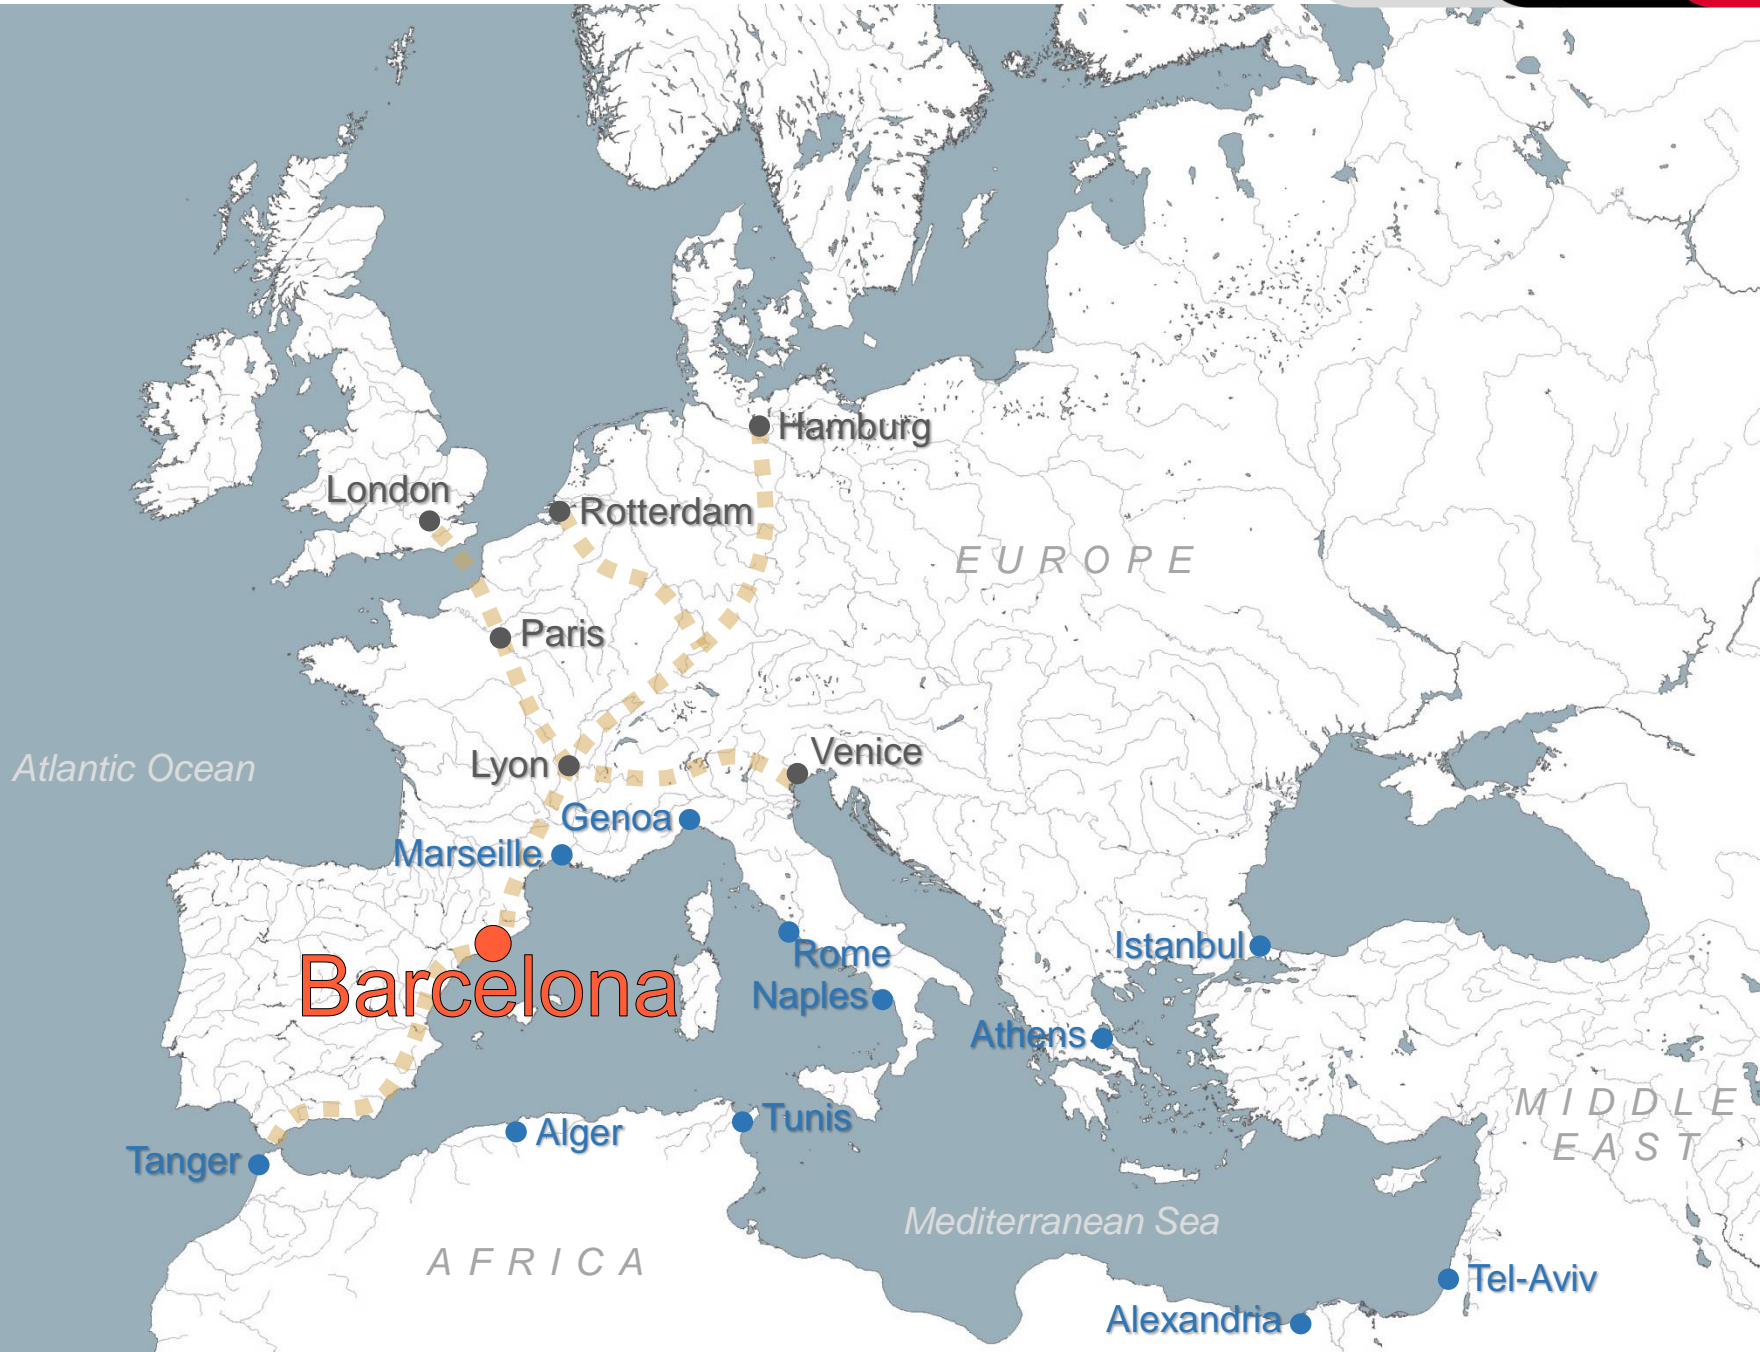 Hamburg
London
Rotterdam
EUROPE
Paris
Venice
Lyon
Atlantic Ocean
Genoa
Marseille
Istanbul
Rome
Barcelona
Naples
Athens
MIDDLE
EAST
Tunis
Alger
Tanger
Mediterranean Sea
AFRICA
Tel-Aviv
Alexandria